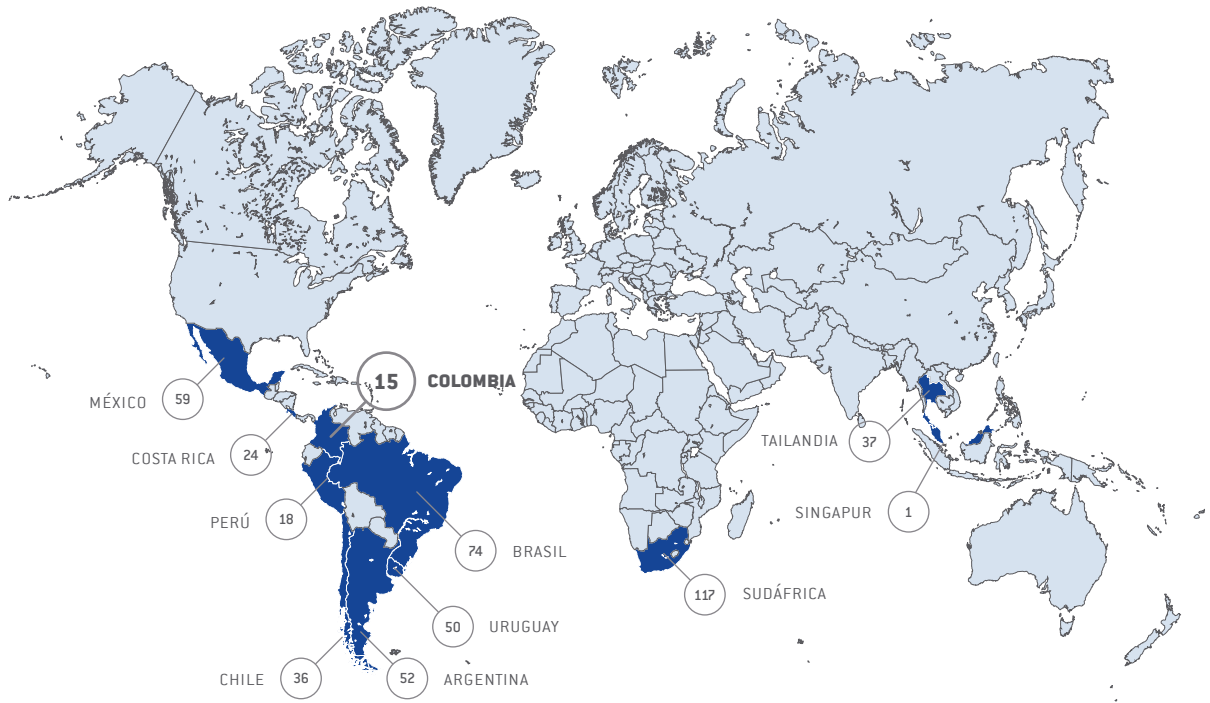 15 COLOMBIA
MÉXICO 59
COSTA RICA 24
PERÚ 18
74 BRASIL
50 URUGUAY
CHILE 36
52 ARGENTINA
TAILANDIA 37
SINGAPUR 1
117 SUDÁFRICA